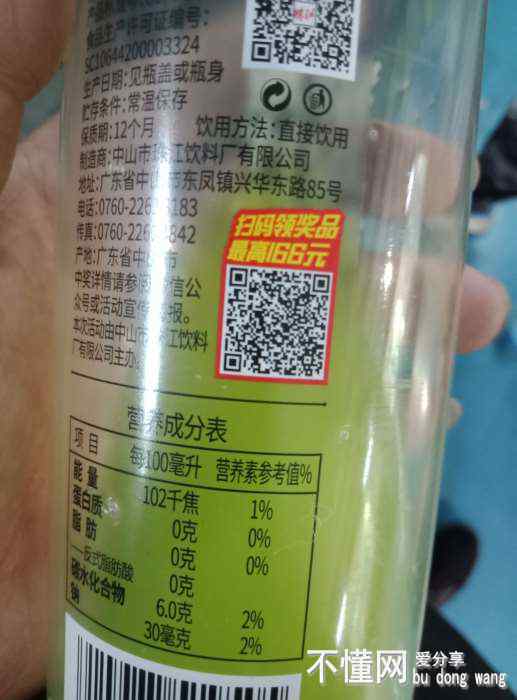 食品生产许可证编号:
SC10644200003324
生产日期:见瓶盖或瓶身
贮存条件:常温保存
保质期:12个月 饮用方法:直接饮用
制造商:中山市珠江饮料厂有限公司
地址:广东省中山市东凤镇兴华东路85号
电话:0760-226 183
传真:0760-226 842
产地:广东省中山市
中奖详情请参阅微信公
众号或活动宣传海报。
本次活动由中山市珠江饮料
厂有限公司主办。
扫码领奖品
最高166元
营养成分表
项目 每100毫升 营养素参考值%
能量 102千焦 1%
蛋白质 0克 0%
脂肪 0克 0%
——反式脂肪酸 0克
碳水化合物 6.0克 2%
钠 30毫克 2%
不懂网 爱分享
bu dong wang